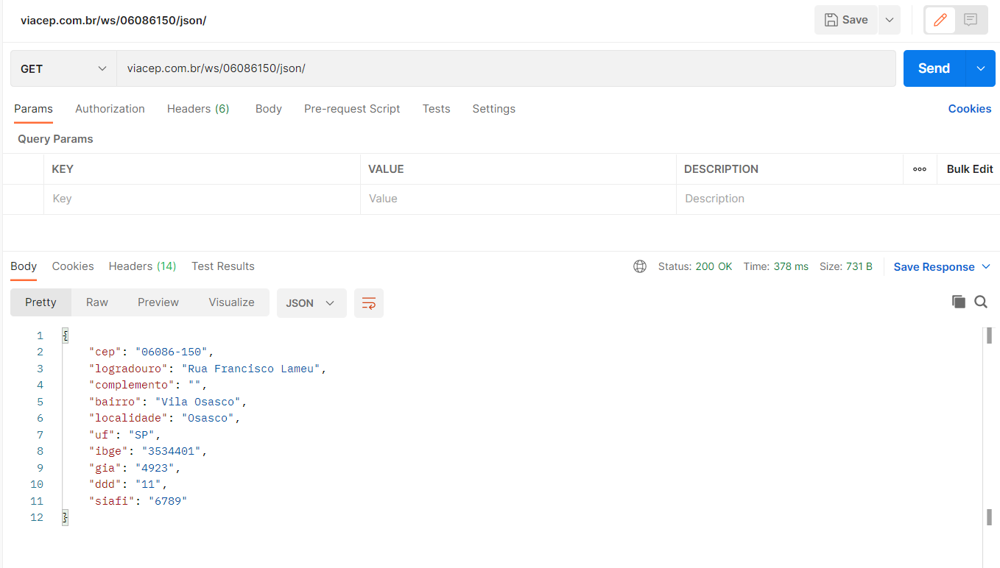 viacep.com.br/ws/06086150/json/ Save
GET viacep.com.br/ws/06086150/json/ Send
Params Authorization Headers (6) Body Pre-request Script Tests Settings Cookies
Query Params
KEY VALUE DESCRIPTION ooo Bulk Edit
Key Value Description
Body Cookies Headers (14) Test Results Status: 200 OK Time: 378 ms Size: 731 B Save Response
Pretty Raw Preview Visualize JSON
1 {
2 "cep": "06086-150",
3 "logradouro": "Rua Francisco Lameu",
4 "complemento": "",
5 "bairro": "Vila Osasco",
6 "localidade": "Osasco",
7 "uf": "SP",
8 "ibge": "3534401",
9 "gia": "4923",
10 "ddd": "11",
11 "siafi": "6789"
12 }